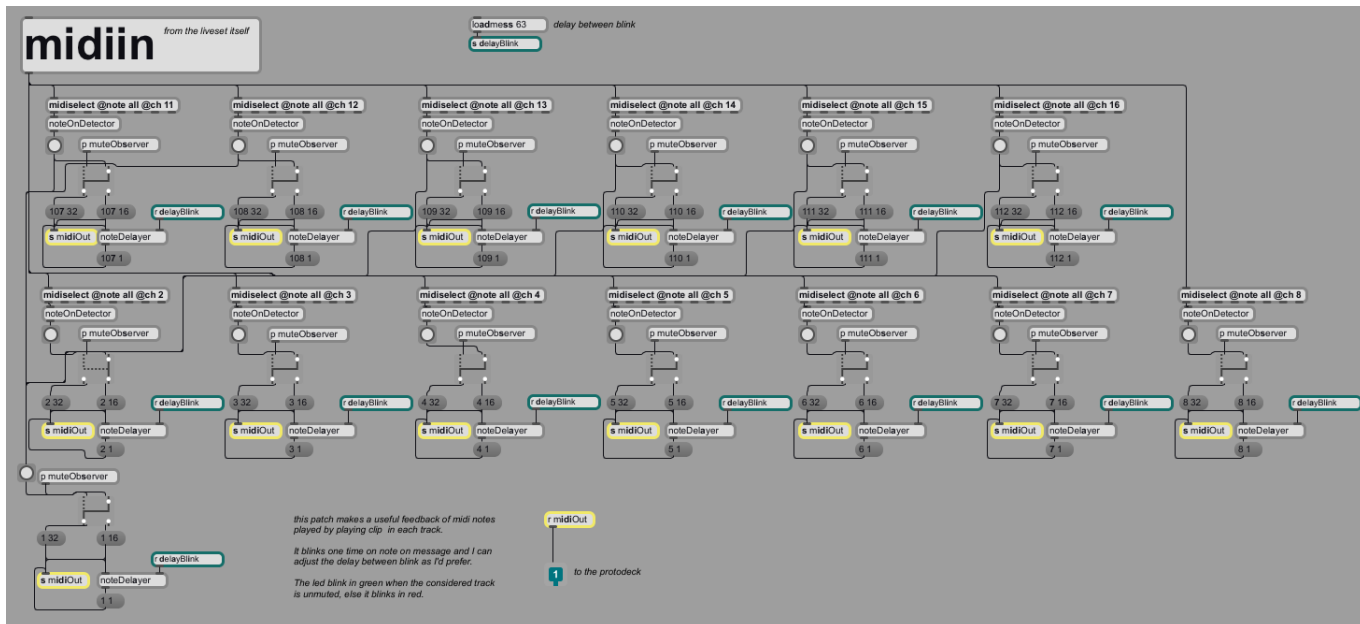 midiin
from the liveset itself
loadmess 63
delay between blink
s delayBlink
midiselect @note all @ch 11
midiselect @note all @ch 12
midiselect @note all @ch 13
midiselect @note all @ch 14
midiselect @note all @ch 15
midiselect @note all @ch 16
noteOnDetector
noteOnDetector
noteOnDetector
noteOnDetector
noteOnDetector
noteOnDetector
p muteObserver
p muteObserver
p muteObserver
p muteObserver
p muteObserver
p muteObserver
107 32
107 16
r delayBlink
108 32
108 16
r delayBlink
109 32
109 16
r delayBlink
110 32
110 16
r delayBlink
111 32
111 16
r delayBlink
112 32
112 16
r delayBlink
s midiOut
noteDelayer
s midiOut
noteDelayer
s midiOut
noteDelayer
s midiOut
noteDelayer
s midiOut
noteDelayer
s midiOut
noteDelayer
107 1
108 1
109 1
110 1
111 1
112 1
midiselect @note all @ch 2
midiselect @note all @ch 3
midiselect @note all @ch 4
midiselect @note all @ch 5
midiselect @note all @ch 6
midiselect @note all @ch 7
midiselect @note all @ch 8
noteOnDetector
noteOnDetector
noteOnDetector
noteOnDetector
noteOnDetector
noteOnDetector
noteOnDetector
p muteObserver
p muteObserver
p muteObserver
p muteObserver
p muteObserver
p muteObserver
p muteObserver
2 32
2 16
r delayBlink
3 32
3 16
r delayBlink
4 32
4 16
r delayBlink
5 32
5 16
r delayBlink
6 32
6 16
r delayBlink
7 32
7 16
r delayBlink
8 32
8 16
r delayBlink
s midiOut
noteDelayer
s midiOut
noteDelayer
s midiOut
noteDelayer
s midiOut
noteDelayer
s midiOut
noteDelayer
s midiOut
noteDelayer
s midiOut
noteDelayer
2 1
3 1
4 1
5 1
6 1
7 1
8 1
p muteObserver
1 32
1 16
r delayBlink
s midiOut
noteDelayer
1 1
this patch makes a useful feedback of midi notes
played by playing clip in each track.
It blinks one time on note on message and I can
adjust the delay between blink as I'd prefer.
The led blink in green when the considered track
is unmuted, else it blinks in red.
r midiOut
1
to the protodeck